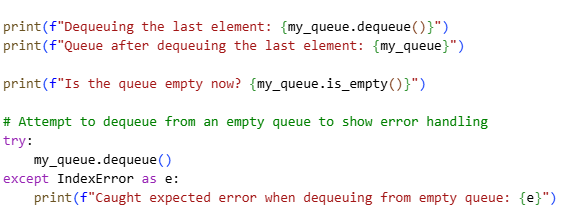 print(f"Dequeuing the last element: {my_queue.dequeue()}")
print(f"Queue after dequeuing the last element: {my_queue}")
print(f"Is the queue empty now? {my_queue.is_empty()}")
# Attempt to dequeue from an empty queue to show error handling
try:
    my_queue.dequeue()
except IndexError as e:
    print(f"Caught expected error when dequeuing from empty queue: {e}")